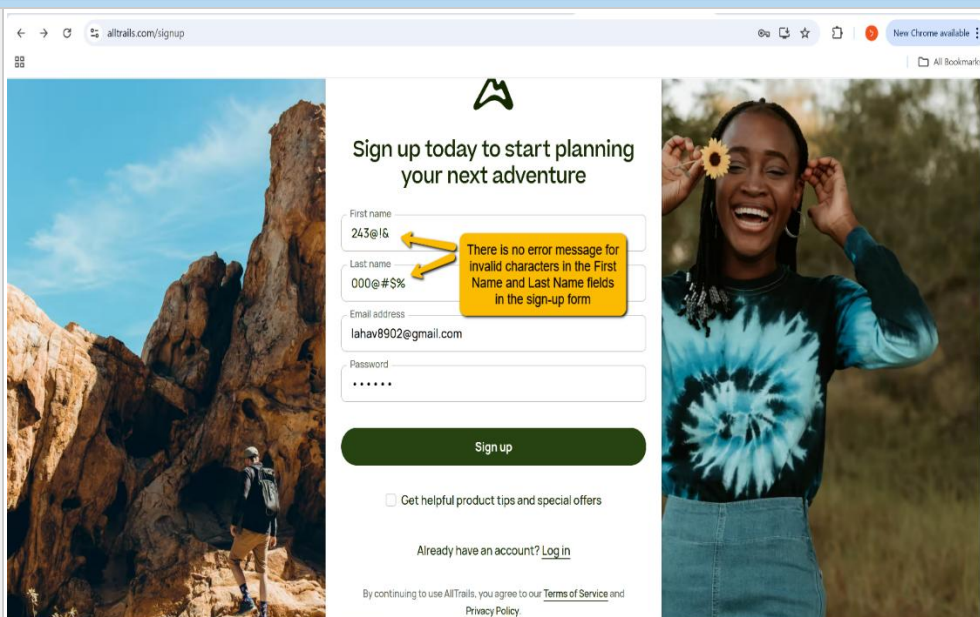 alltrails.com/signup
New Chrome available
All Bookmarks
Sign up today to start planning
your next adventure
First name
243@!&
There is no error message for
invalid characters in the First
Name and Last Name fields
in the sign-up form
Last name
000@#$%
Email address
lahav8902@gmail.com
Password
••••••
Sign up
Get helpful product tips and special offers
Already have an account? Log in
By continuing to use AllTrails, you agree to our Terms of Service and
Privacy Policy.